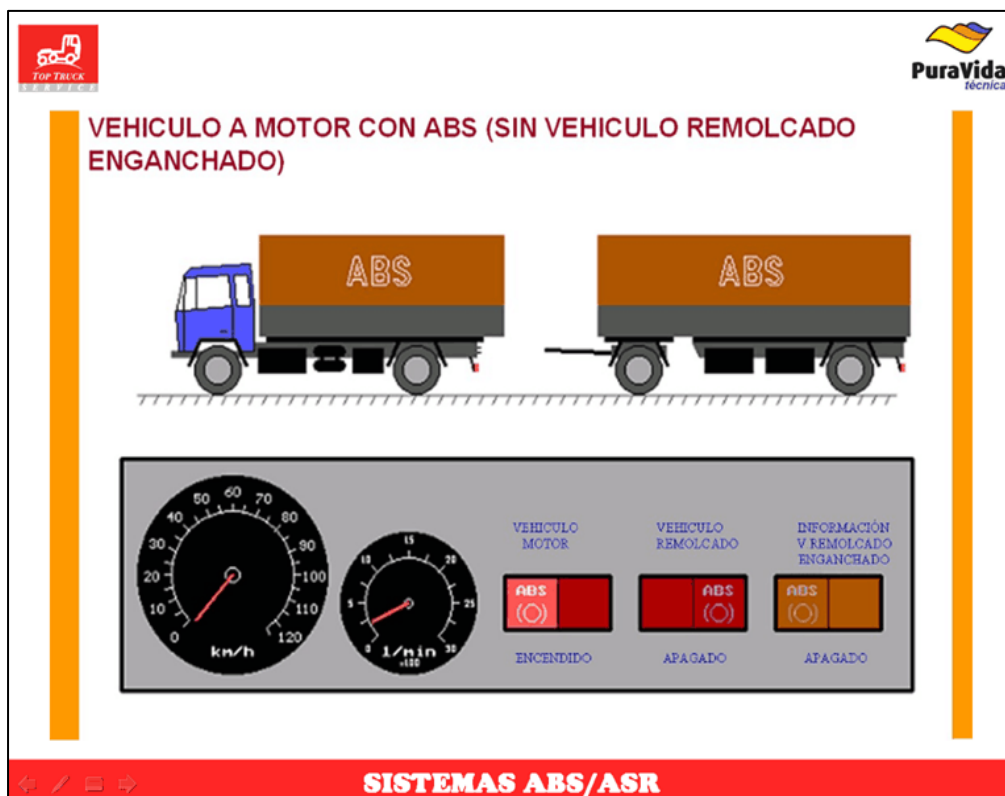 TOP TRUCK
SERVICE
PuraVida
técnica
VEHICULO A MOTOR CON ABS (SIN VEHICULO REMOLCADO
ENGANCHADO)
ABS
ABS
0 10 20 30 40 50 60 70 80 90 100 110 120
km/h
0 5 10 15 20 25 30
1/min
×100
VEHICULO
MOTOR
ABS
ENCENDIDO
VEHICULO
REMOLCADO
ABS
APAGADO
INFORMACIÓN
V REMOLCADO
ENGANCHADO
ABS
APAGADO
SISTEMAS ABS/ASR